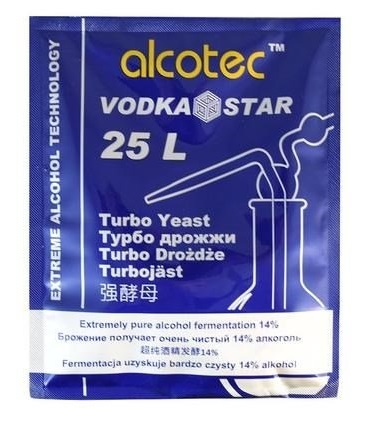 alcotec™
VODKA STAR
25 L
EXTREME ALCOHOL TECHNOLOGY
Turbo Yeast
Турбо дрожжи
Turbo Drożdże
Turbojäst
强酵母
Extremely pure alcohol fermentation 14%
Брожение получает очень чистый 14% алкоголь
超纯酒精发酵14%
Fermentacja uzyskuje bardzo czysty 14% alkohol